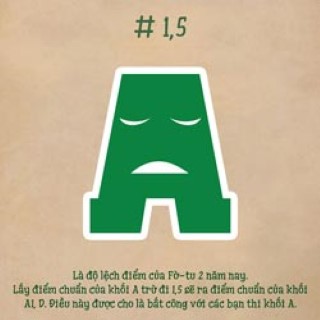 # 1,5
A
Là độ lệch điểm của Fờ-tu 2 năm nay.
Lấy điểm chuẩn của khối A trừ đi 1,5 sẽ ra điểm chuẩn của khối
A1, D. Điều này được cho là bất công với các bạn thi khối A.